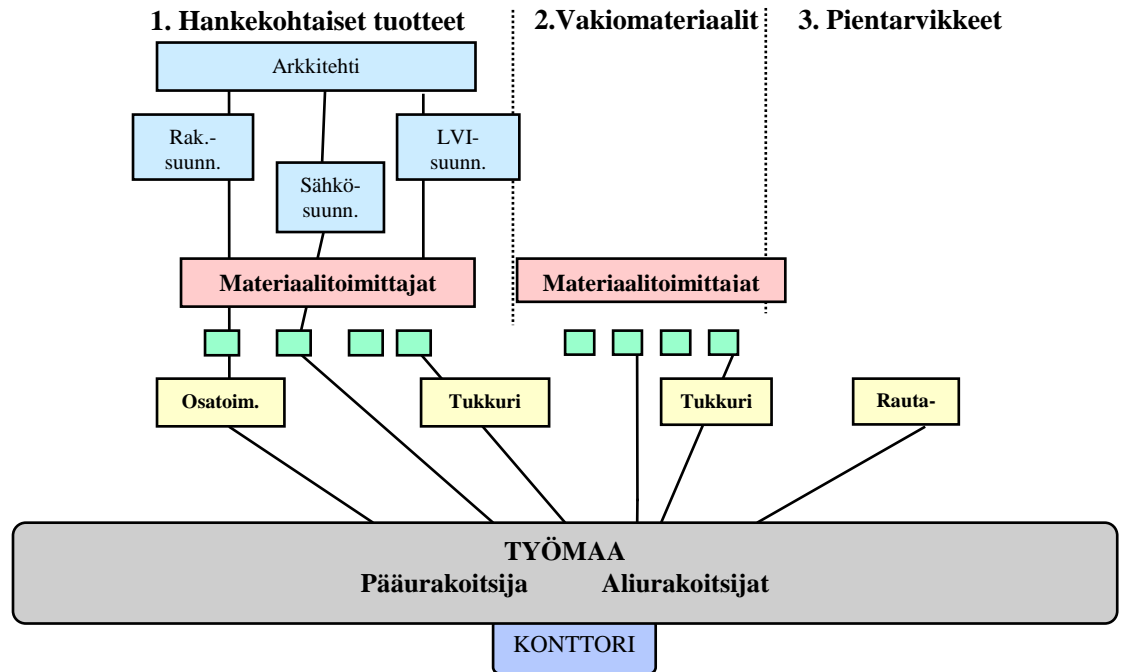 1. Hankekohtaiset tuotteet
2.Vakiomateriaalit
3. Pientarvikkeet
Arkkitehti
Rak.-
suunn.
LVI-
suunn.
Sähkö-
suunn.
Materiaalitoimittajat
Materiaalitoimittajat
Osatoim.
Tukkuri
Tukkuri
Rauta-
TYÖMAA
Pääurakoitsija Aliurakoitsijat
KONTTORI